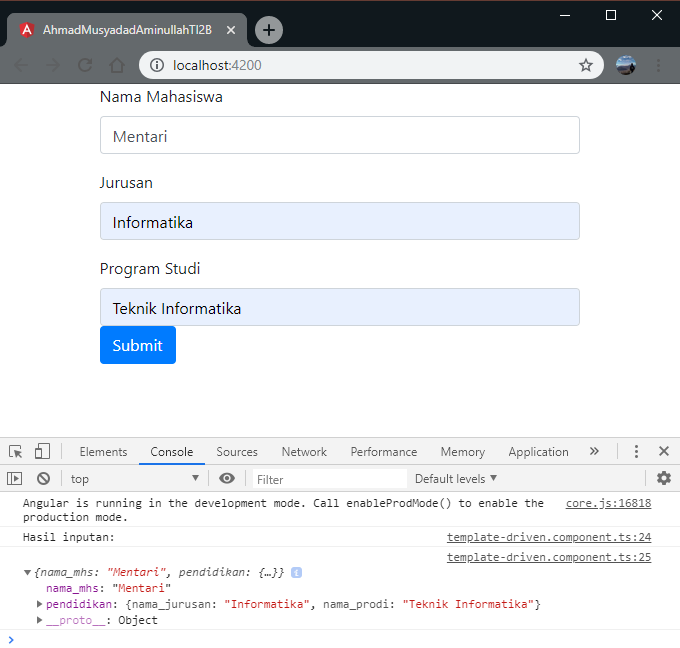 AhmadMusyadadAminullahTI2B
localhost:4200
Nama Mahasiswa
Mentari
Jurusan
Informatika
Program Studi
Teknik Informatika
Submit
Elements Console Sources Network Performance Memory Application »
top Filter Default levels
Angular is running in the development mode. Call enableProdMode() to enable the core.js:16818
production mode.
Hasil inputan: template-driven.component.ts:24
template-driven.component.ts:25
{nama_mhs: "Mentari", pendidikan: {…}} i
nama_mhs: "Mentari"
pendidikan: {nama_jurusan: "Informatika", nama_prodi: "Teknik Informatika"}
__proto__: Object